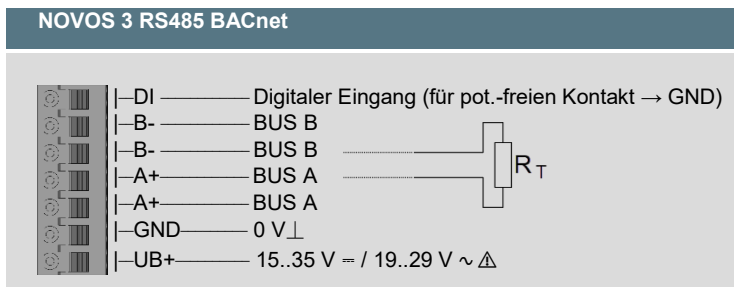 NOVOS 3 RS485 BACnet
DI Digitaler Eingang (für pot.-freien Kontakt → GND)
B- BUS B
B- BUS B
R T
A+ BUS A
A+ BUS A
GND 0 V⊥
UB+ 15..35 V ⎓ / 19..29 V ~ ⚠